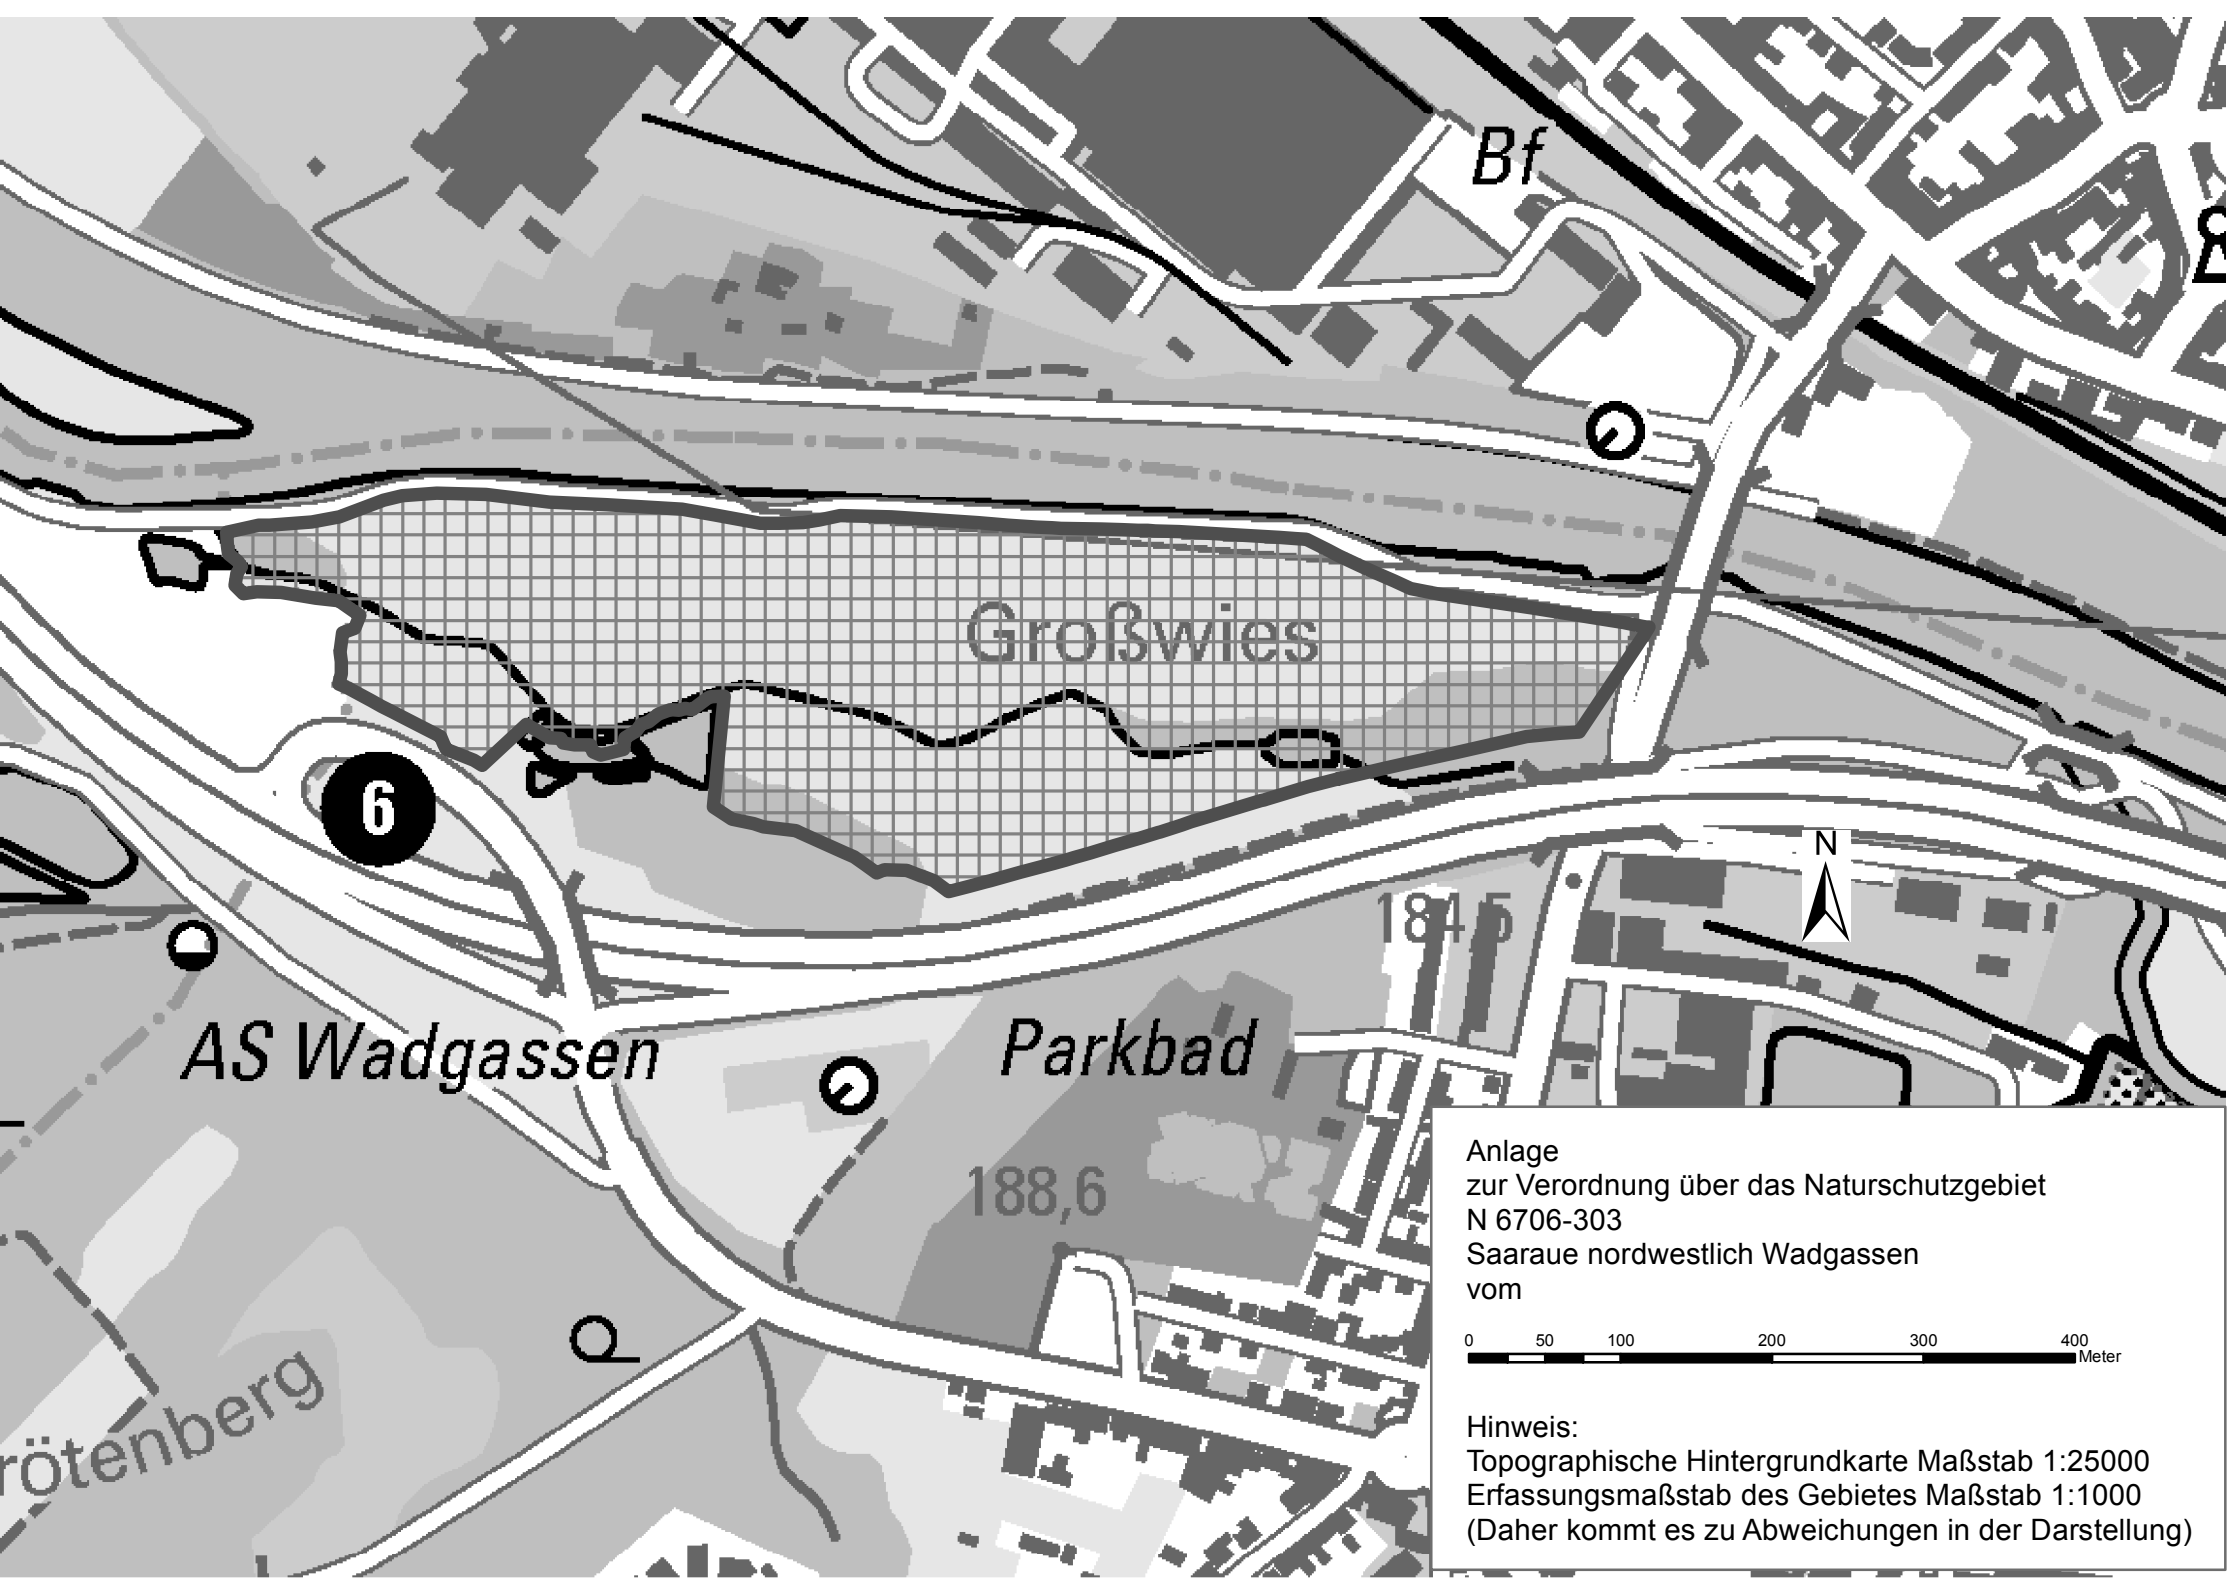 Bf
Großwies
6
N
184,5
AS Wadgassen
Parkbad
188,6
rötenberg
Anlage
zur Verordnung über das Naturschutzgebiet
N 6706-303
Saaraue nordwestlich Wadgassen
vom
0 50 100 200 300 400
Meter
Hinweis:
Topographische Hintergrundkarte Maßstab 1:25000
Erfassungsmaßstab des Gebietes Maßstab 1:1000
(Daher kommt es zu Abweichungen in der Darstellung)